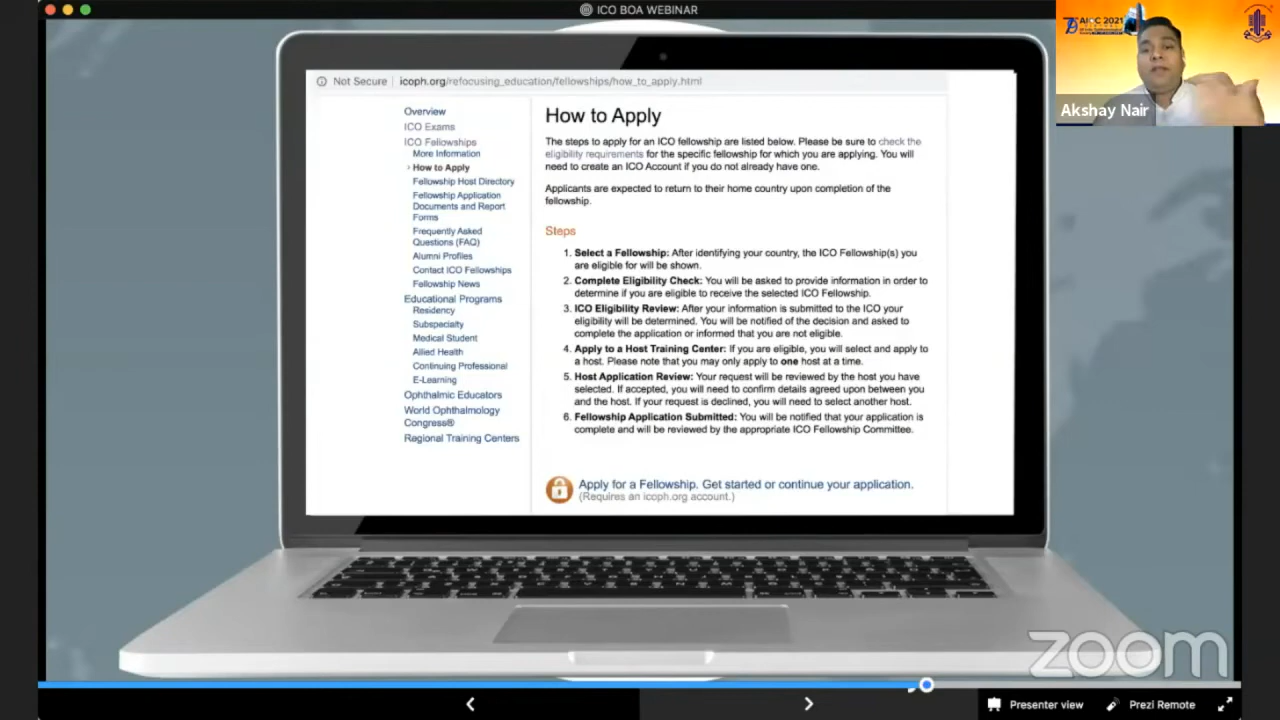 ICO BOA WEBINAR
AIOC 2021
Akshay Nair
Not Secure | icoph.org/refocusing_education/fellowships/how_to_apply.html
Overview
ICO Exams
ICO Fellowships
More Information
How to Apply
Fellowship Host Directory
Fellowship Application
Documents and Report
Forms
Frequently Asked
Questions (FAQ)
Alumni Profiles
Contact ICO Fellowships
Fellowship News
Educational Programs
Residency
Subspecialty
Medical Student
Allied Health
Continuing Professional
E-Learning
Ophthalmic Educators
World Ophthalmology
Congress®
Regional Training Centers
How to Apply
The steps to apply for an ICO fellowship are listed below. Please be sure to check the
eligibility requirements for the specific fellowship for which you are applying. You will
need to create an ICO Account if you do not already have one.
Applicants are expected to return to their home country upon completion of the
fellowship.
Steps
1. Select a Fellowship: After identifying your country, the ICO Fellowship(s) you
are eligible for will be shown.
2. Complete Eligibility Check: You will be asked to provide information in order to
determine if you are eligible to receive the selected ICO Fellowship.
3. ICO Eligibility Review: After your information is submitted to the ICO your
eligibility will be determined. You will be notified of the decision and asked to
complete the application or informed that you are not eligible.
4. Apply to a Host Training Center: If you are eligible, you will select and apply to
a host. Please note that you may only apply to one host at a time.
5. Host Application Review: Your request will be reviewed by the host you have
selected. If accepted, you will need to confirm details agreed upon between you
and the host. If your request is declined, you will need to select another host.
6. Fellowship Application Submitted: You will be notified that your application is
complete and will be reviewed by the appropriate ICO Fellowship Committee.
Apply for a Fellowship. Get started or continue your application.
(Requires an icoph.org account.)
zoom
Presenter view
Prezi Remote